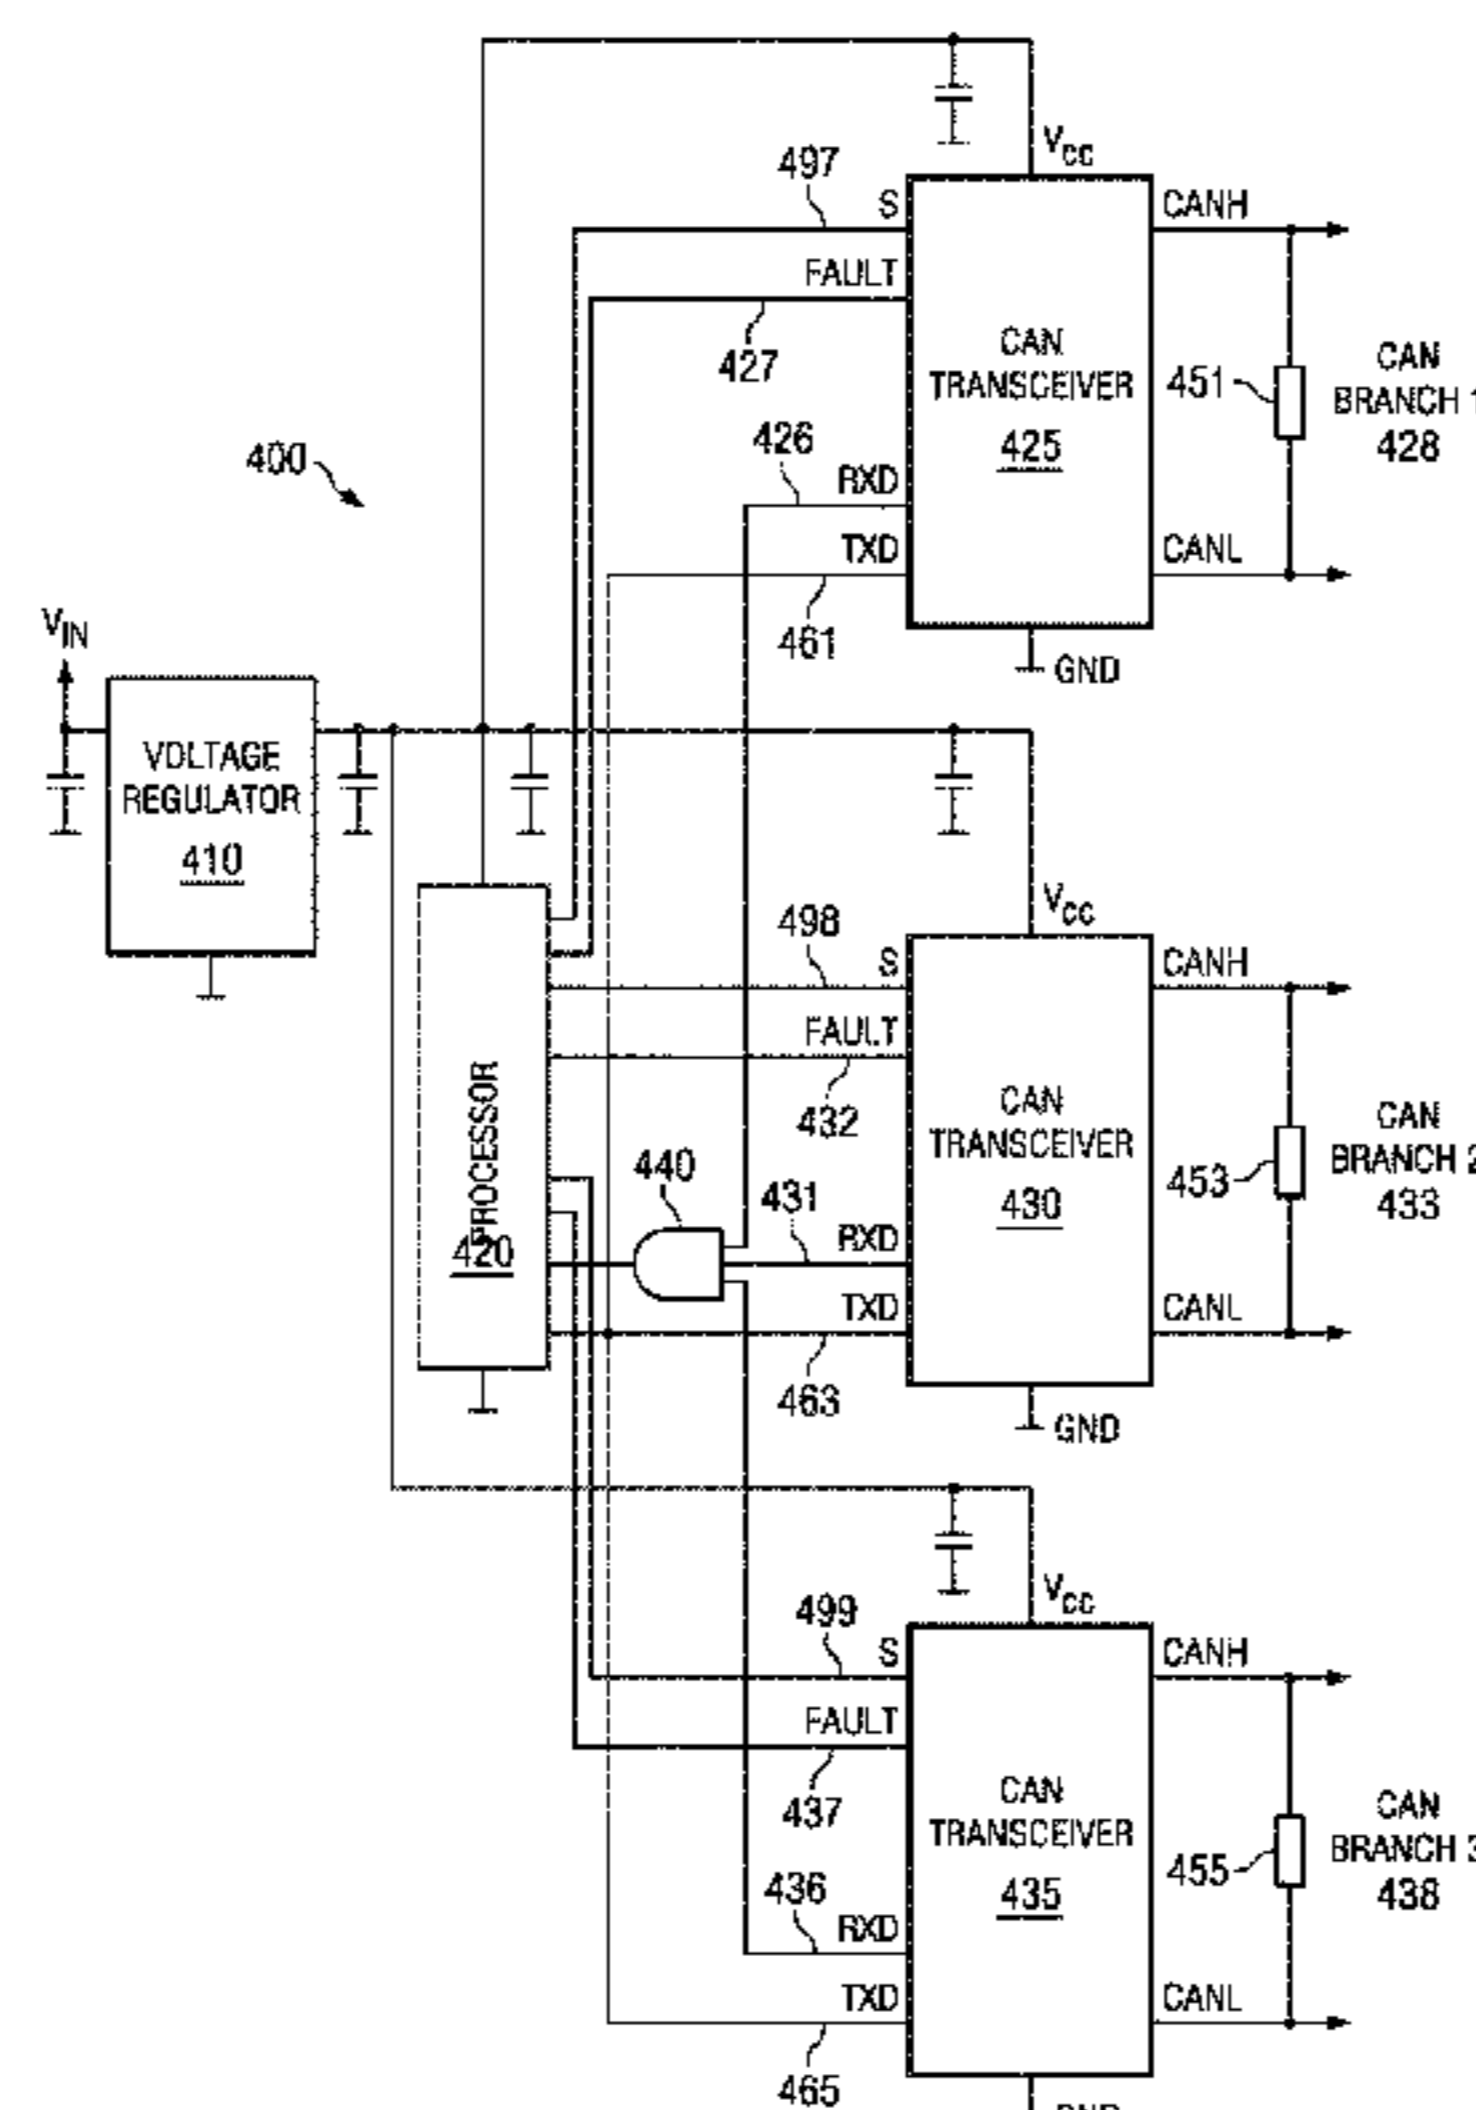 VCC
497
S
CANH
FAULT
427
CAN
TRANSCEIVER
425
451
CAN
BRANCH 1
428
400
426
RXD
TXD
CANL
461
GND
VIN
VOLTAGE
REGULATOR
410
VCC
498
S
CANH
FAULT
432
CAN
TRANSCEIVER
430
453
CAN
BRANCH 2
433
PROCESSOR
420
440
431
RXD
TXD
CANL
463
GND
VCC
499
S
CANH
FAULT
437
CAN
TRANSCEIVER
435
455
CAN
BRANCH 3
438
436
RXD
TXD
CANL
465